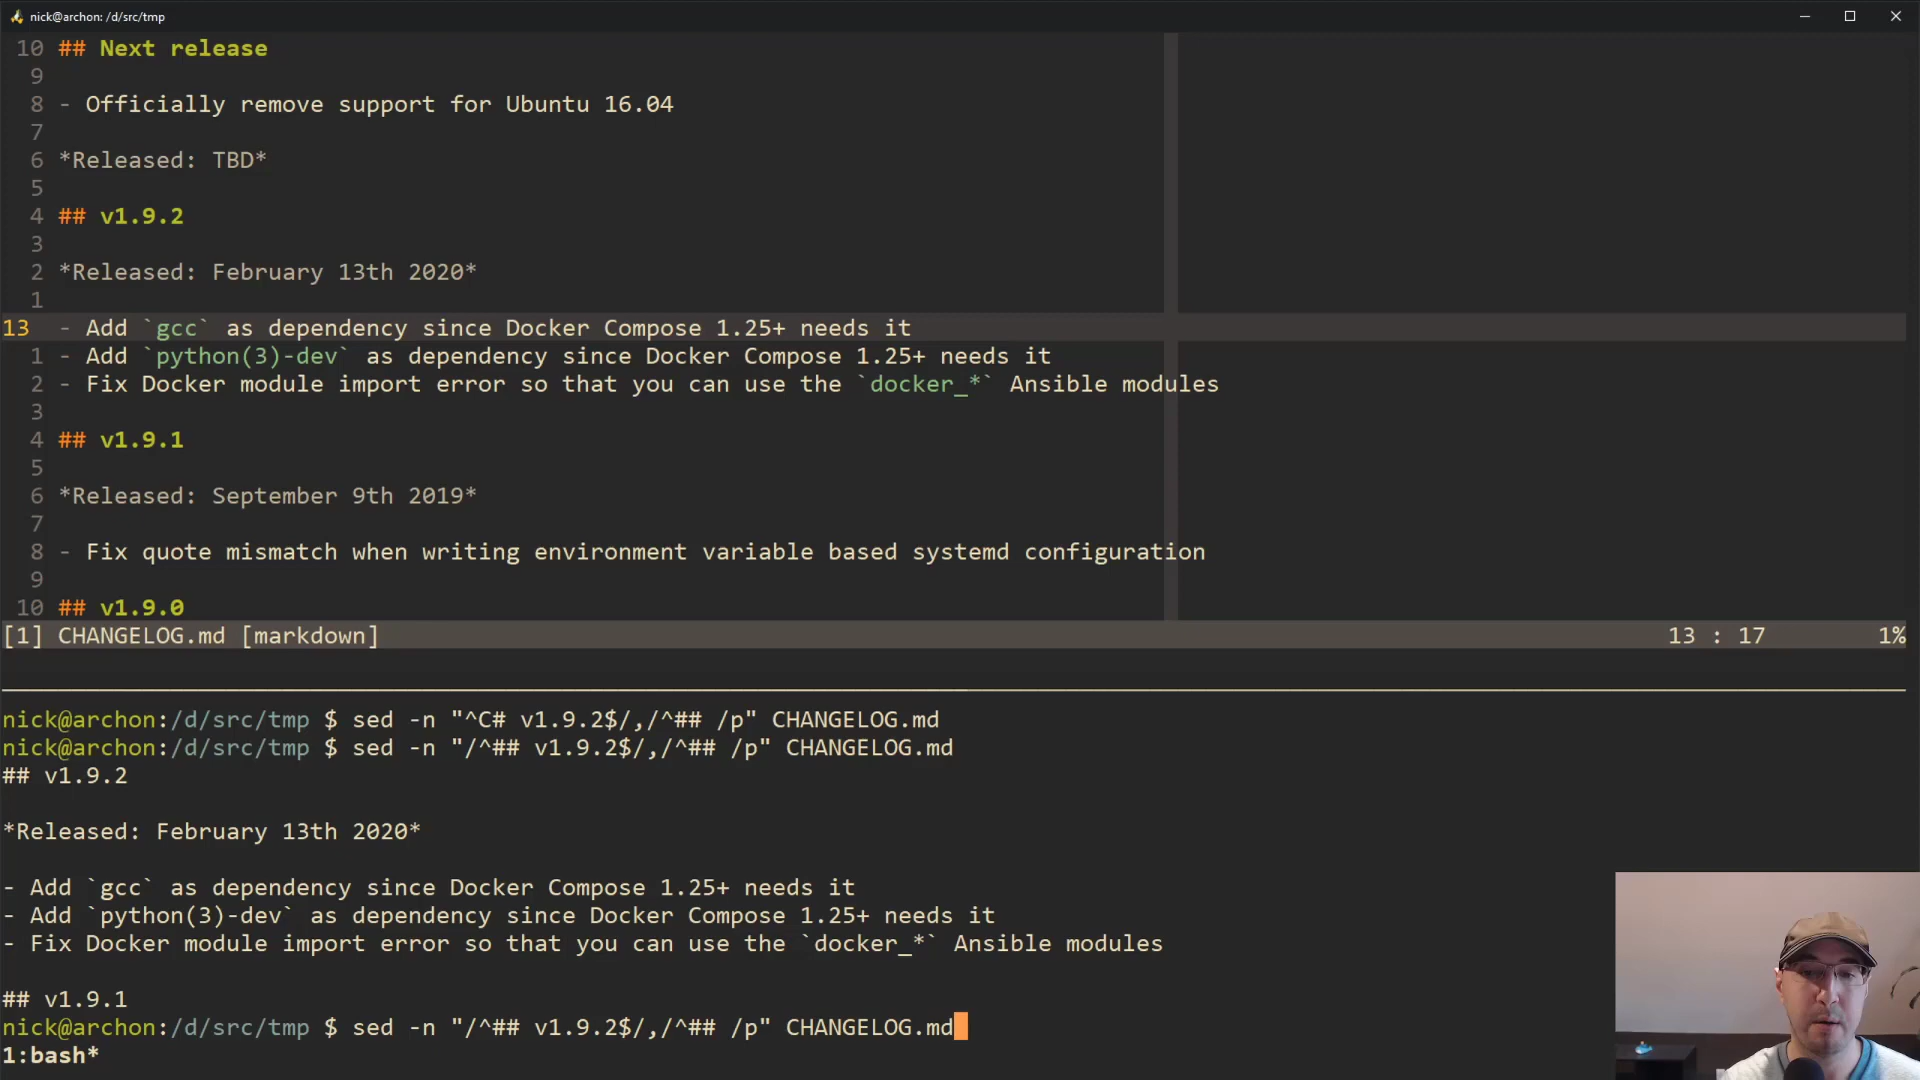 nick@archon: /d/src/tmp
10 ## Next release
9
8 - Officially remove support for Ubuntu 16.04
7
6 *Released: TBD*
5
4 ## v1.9.2
3
2 *Released: February 13th 2020*
1
13 - Add `gcc` as dependency since Docker Compose 1.25+ needs it
1 - Add `python(3)-dev` as dependency since Docker Compose 1.25+ needs it
2 - Fix Docker module import error so that you can use the `docker_*` Ansible modules
3
4 ## v1.9.1
5
6 *Released: September 9th 2019*
7
8 - Fix quote mismatch when writing environment variable based systemd configuration
9
10 ## v1.9.0
[1] CHANGELOG.md [markdown] 13 : 17 1%
nick@archon:/d/src/tmp $ sed -n "^C# v1.9.2$/,/^## /p" CHANGELOG.md
nick@archon:/d/src/tmp $ sed -n "/^## v1.9.2$/,/^## /p" CHANGELOG.md
## v1.9.2
*Released: February 13th 2020*
- Add `gcc` as dependency since Docker Compose 1.25+ needs it
- Add `python(3)-dev` as dependency since Docker Compose 1.25+ needs it
- Fix Docker module import error so that you can use the `docker_*` Ansible modules
## v1.9.1
nick@archon:/d/src/tmp $ sed -n "/^## v1.9.2$/,/^## /p" CHANGELOG.md
1:bash*